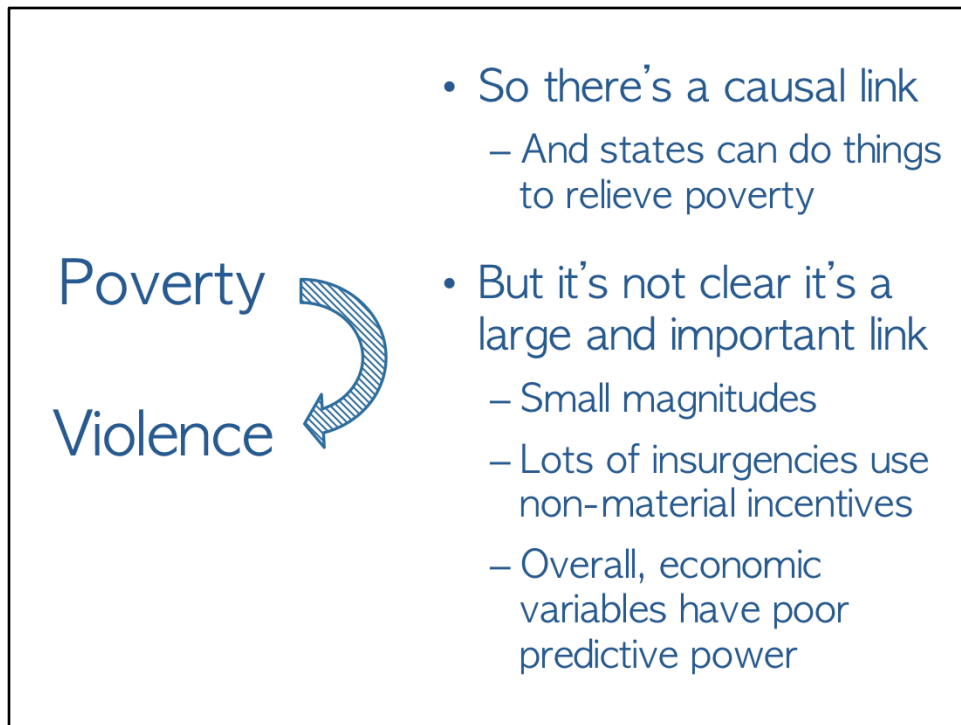 Poverty
Violence
• So there’s a causal link
– And states can do things
to relieve poverty
• But it’s not clear it’s a
large and important link
– Small magnitudes
– Lots of insurgencies use
non-material incentives
– Overall, economic
variables have poor
predictive power